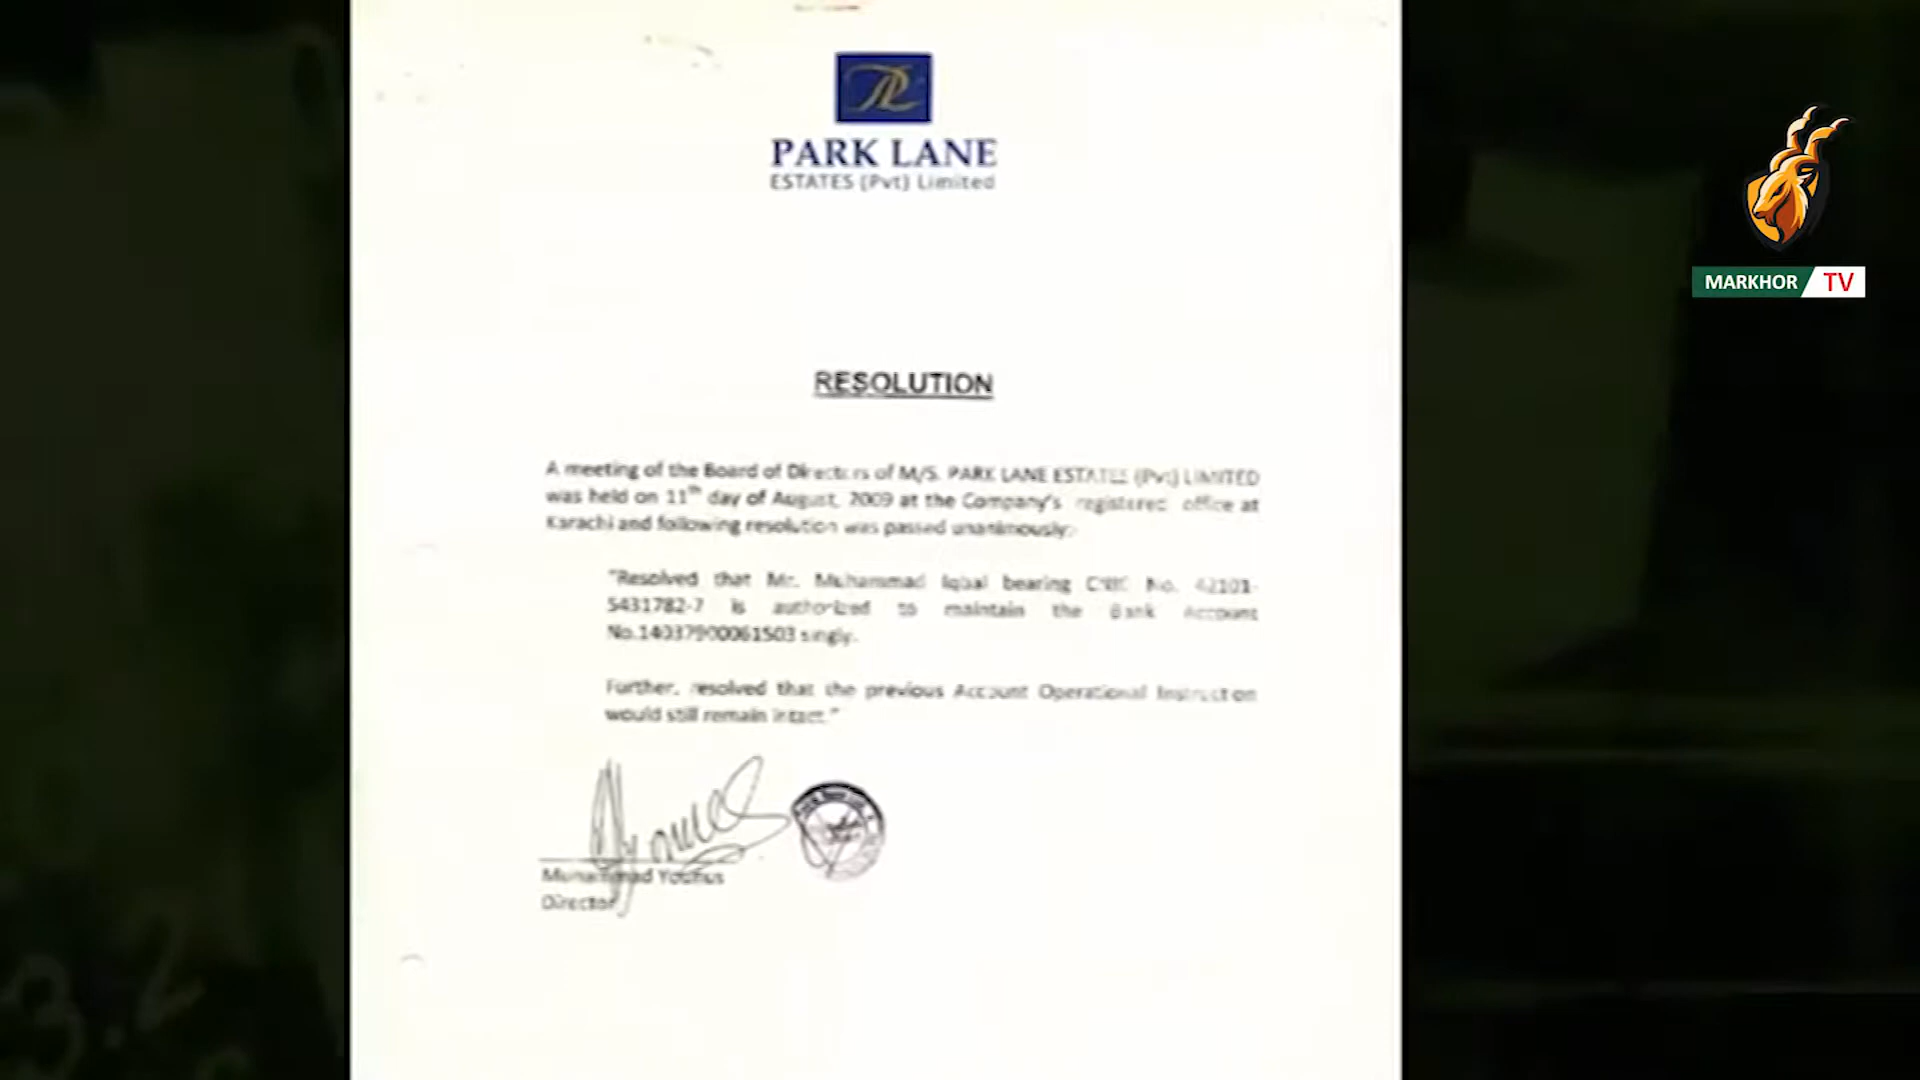 PARK LANE
ESTATES (Pvt) Limited
MARKHOR TV
RESOLUTION
A meeting of the Board of Directors of M/S. PARK LANE ESTATES (Pvt) LIMITED
was held on 11th day of August, 2009 at the Company's registered office at
Karachi and following resolution was passed unanimously:
"Resolved that Mr. Muhammad Iqbal bearing CNIC No. 42101-
5431782-7 is authorized to maintain the Bank Account
No.14037900061503 singly.
Further, resolved that the previous Account Operational Instruction
would still remain intact."
Muhammad Younus
Director